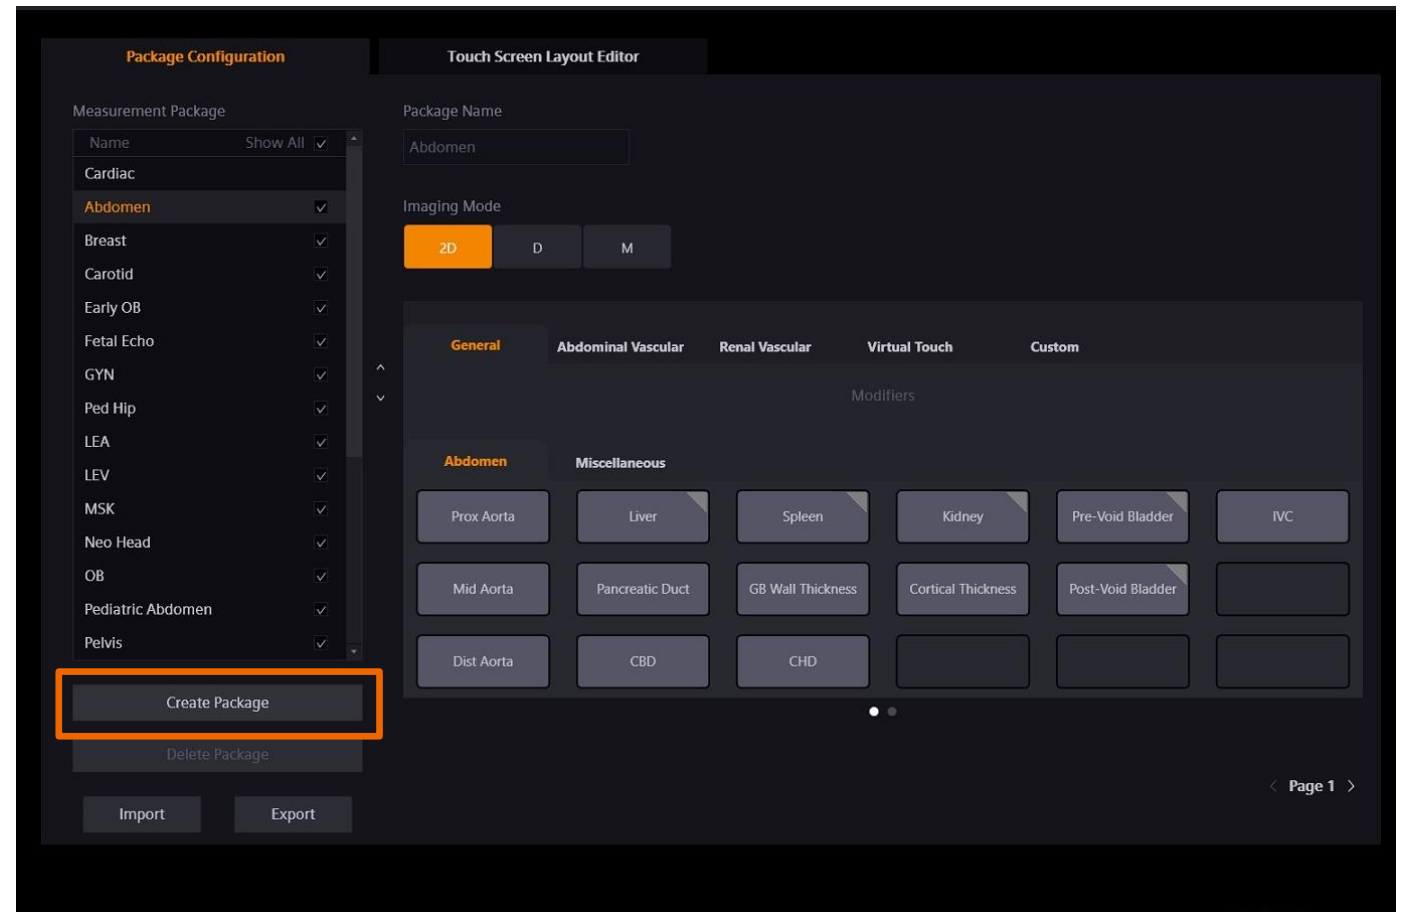 Package Configuration
Touch Screen Layout Editor
Measurement Package
Name Show All
Cardiac
Abdomen
Breast
Carotid
Early OB
Fetal Echo
GYN
Ped Hip
LEA
LEV
MSK
Neo Head
OB
Pediatric Abdomen
Pelvis
Create Package
Delete Package
Import Export
Package Name
Abdomen
Imaging Mode
2D D M
General Abdominal Vascular Renal Vascular Virtual Touch Custom
Modifiers
Abdomen Miscellaneous
Prox Aorta Liver Spleen Kidney Pre-Void Bladder IVC
Mid Aorta Pancreatic Duct GB Wall Thickness Cortical Thickness Post-Void Bladder
Dist Aorta CBD CHD
Page 1